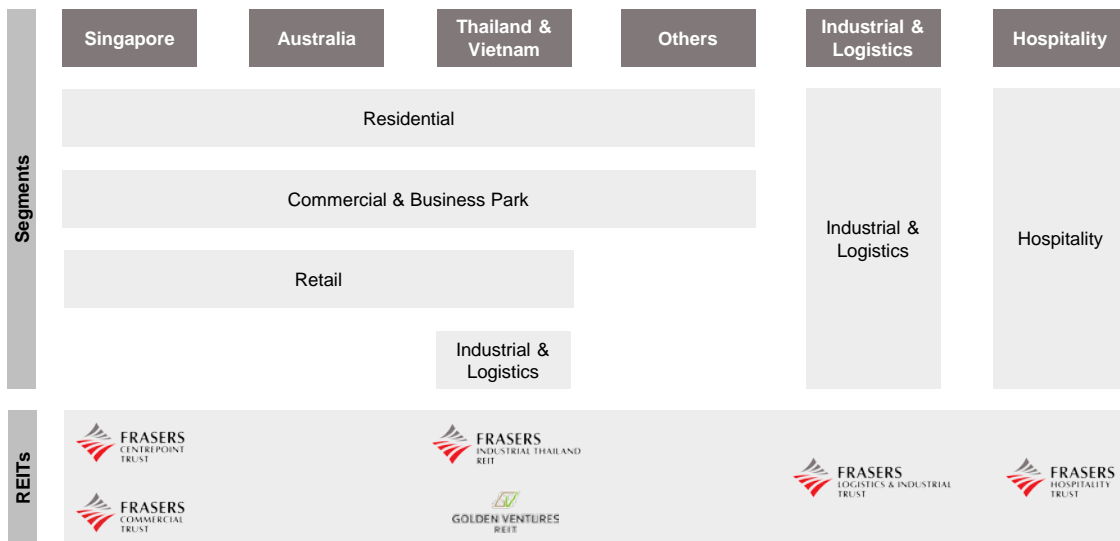 Singapore
Australia
Thailand &
Vietnam
Others
Industrial &
Logistics
Hospitality
Segments
Residential
Commercial & Business Park
Retail
Industrial &
Logistics
Industrial &
Logistics
Hospitality
REITs
FRASERS
CENTREPOINT
TRUST
FRASERS
COMMERCIAL
TRUST
FRASERS
INDUSTRIAL THAILAND
REIT
GOLDEN VENTURES
REIT
FRASERS
LOGISTICS & INDUSTRIAL
TRUST
FRASERS
HOSPITALITY
TRUST